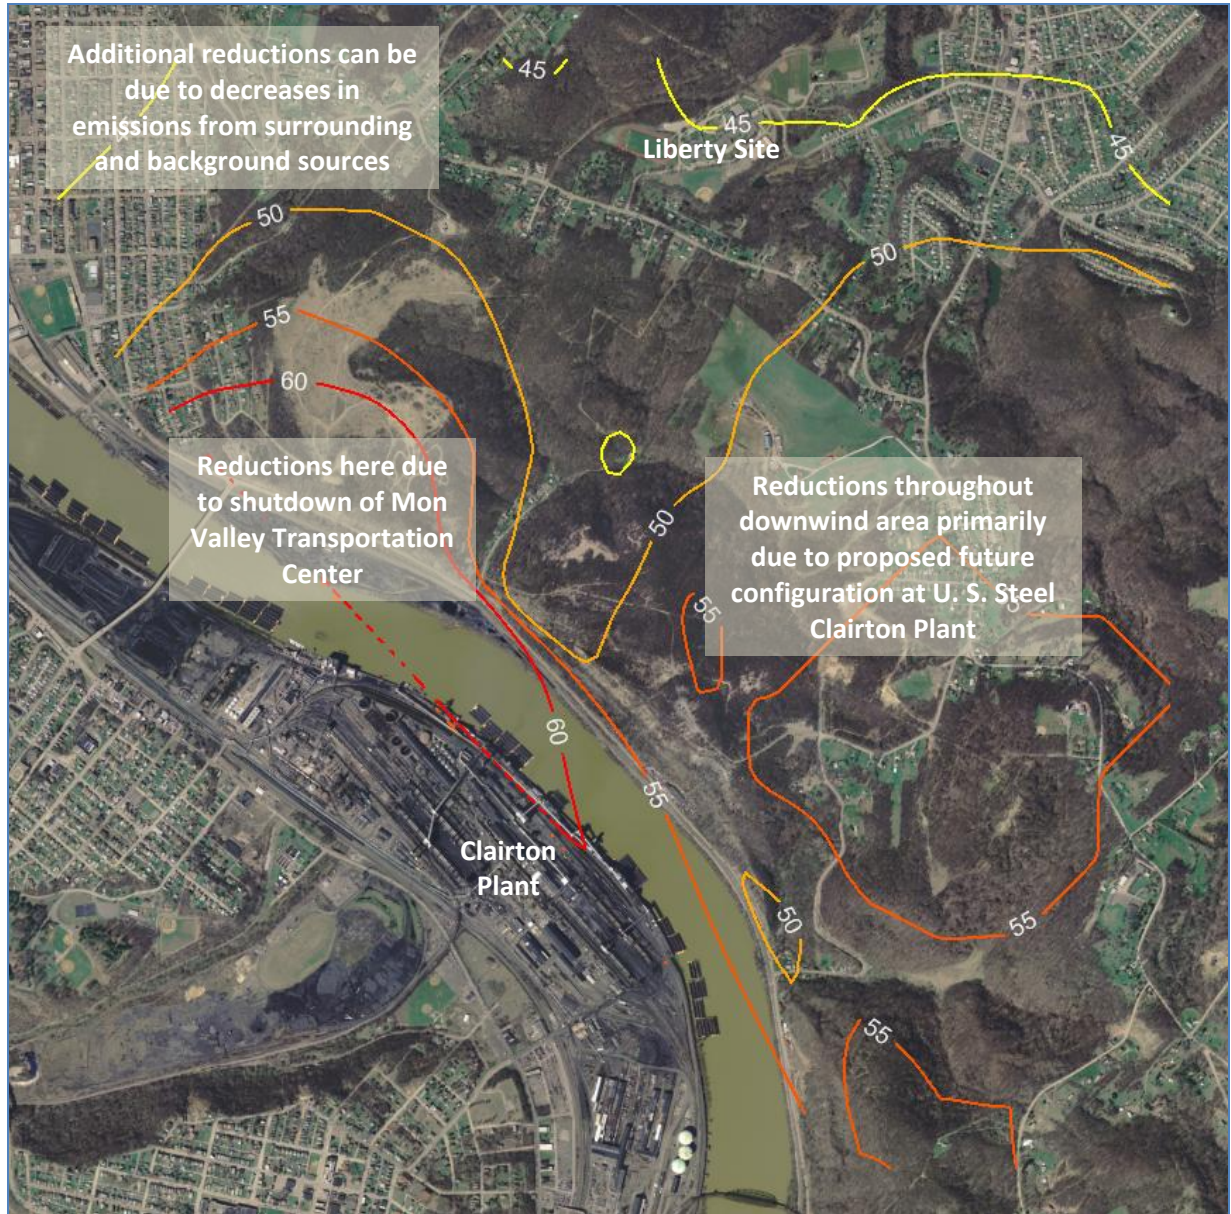 Additional reductions can be
due to decreases in
emissions from surrounding
and background sources
45
45
Liberty Site
45
50
50
55
60
Reductions here due
to shutdown of Mon
Valley Transportation
Center
50
Reductions throughout
downwind area primarily
due to proposed future
configuration at U. S. Steel
Clairton Plant
55
60
55
Clairton
Plant
50
55
55